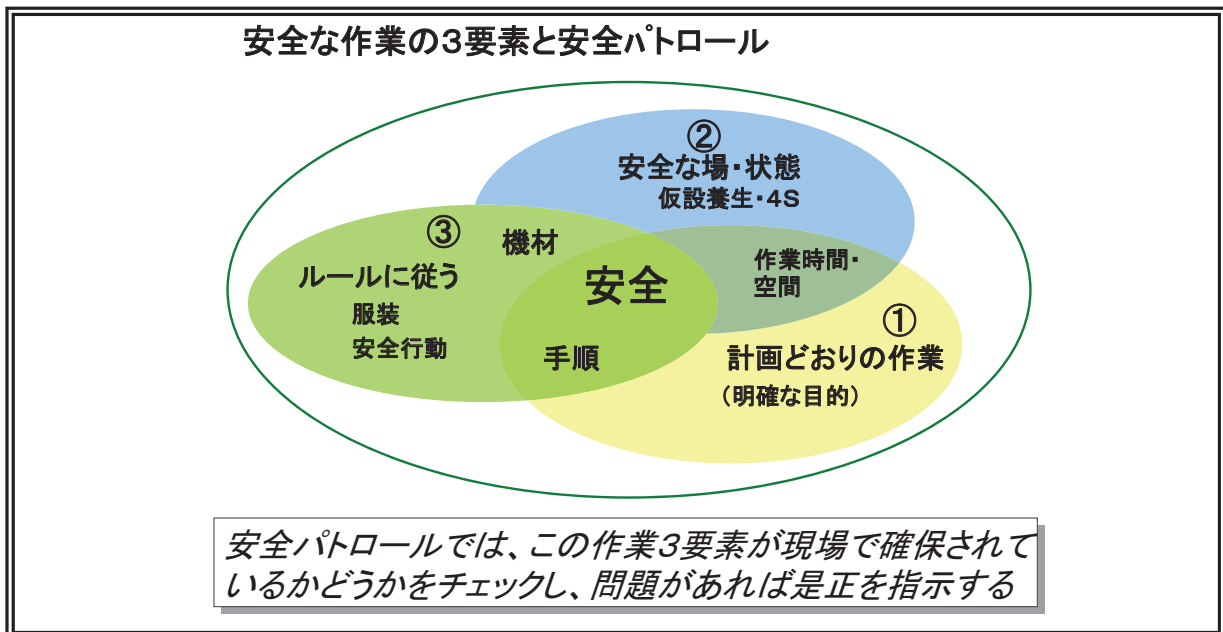 安全な作業の3要素と安全パトロール
②
安全な場・状態
仮設養生・4S
③
機材
ルールに従う
服装
安全行動
安全
手順
作業時間・
空間
①
計画どおりの作業
(明確な目的)
安全パトロールでは、この作業3要素が現場で確保されて
いるかどうかをチェックし、問題があれば是正を指示する